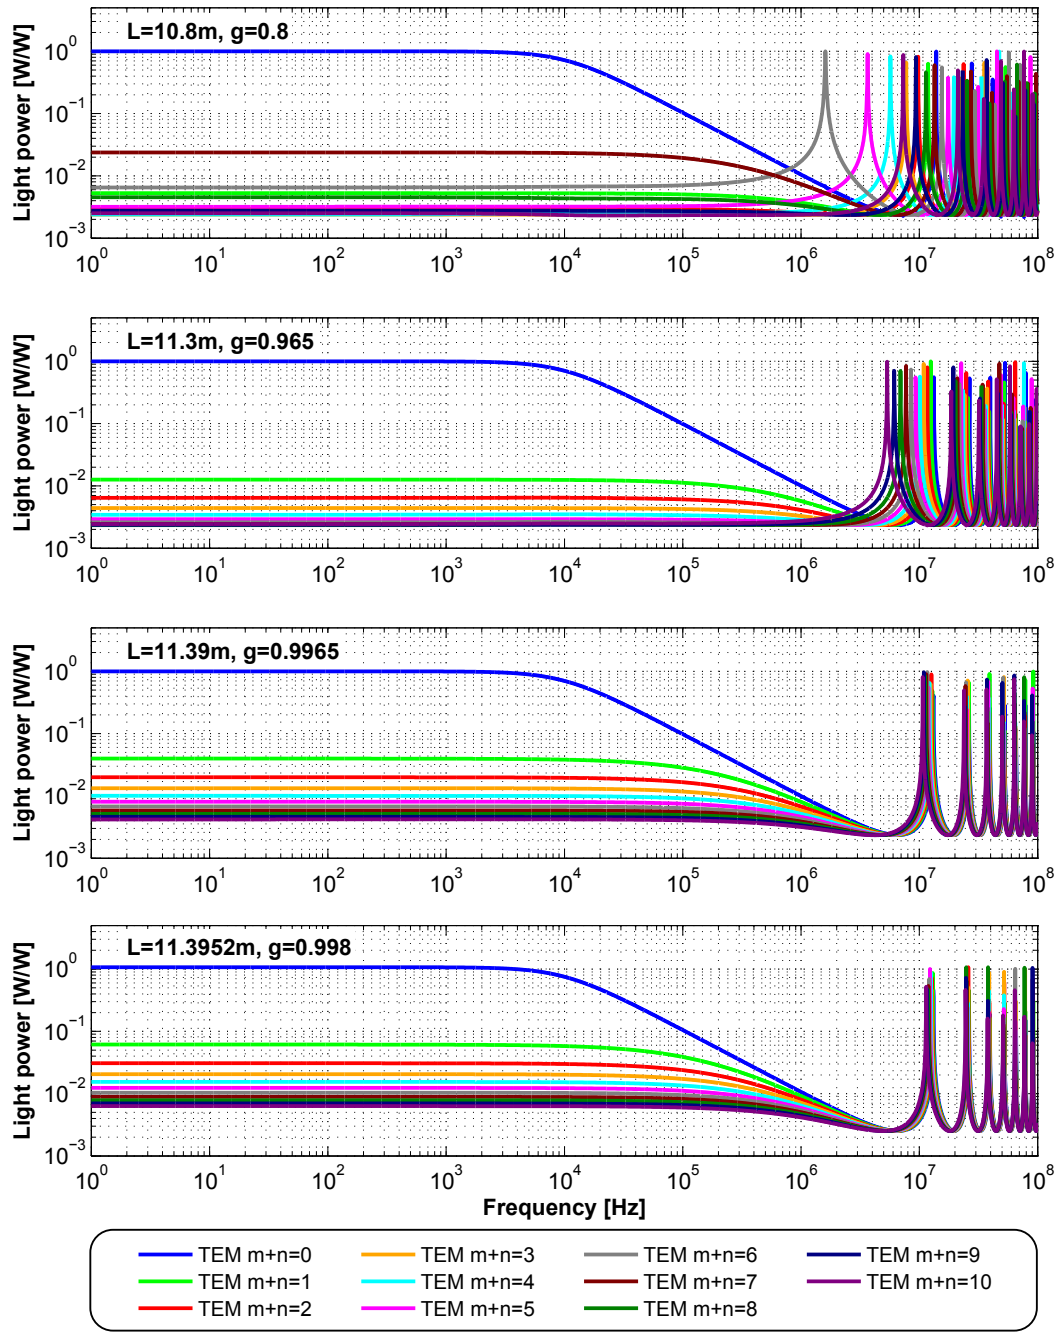 L=10.8m, g=0.8
Light power [W/W]
10^0
10^−1
10^−2
10^−3
10^0 10^1 10^2 10^3 10^4 10^5 10^6 10^7 10^8
L=11.3m, g=0.965
Light power [W/W]
10^0
10^−1
10^−2
10^−3
10^0 10^1 10^2 10^3 10^4 10^5 10^6 10^7 10^8
L=11.39m, g=0.9965
Light power [W/W]
10^0
10^−1
10^−2
10^−3
10^0 10^1 10^2 10^3 10^4 10^5 10^6 10^7 10^8
L=11.3952m, g=0.998
Light power [W/W]
10^0
10^−1
10^−2
10^−3
10^0 10^1 10^2 10^3 10^4 10^5 10^6 10^7 10^8
Frequency [Hz]
TEM m+n=0 TEM m+n=3 TEM m+n=6 TEM m+n=9
TEM m+n=1 TEM m+n=4 TEM m+n=7 TEM m+n=10
TEM m+n=2 TEM m+n=5 TEM m+n=8